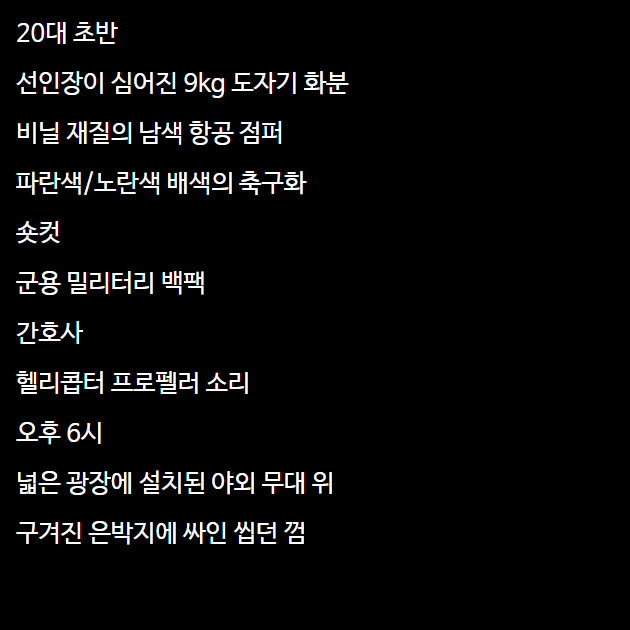 20대 초반
선인장이 심어진 9kg 도자기 화분
비닐 재질의 남색 항공 점퍼
파란색/노란색 배색의 축구화
숏컷
군용 밀리터리 백팩
간호사
헬리콥터 프로펠러 소리
오후 6시
넓은 광장에 설치된 야외 무대 위
구겨진 은박지에 싸인 씹던 껌